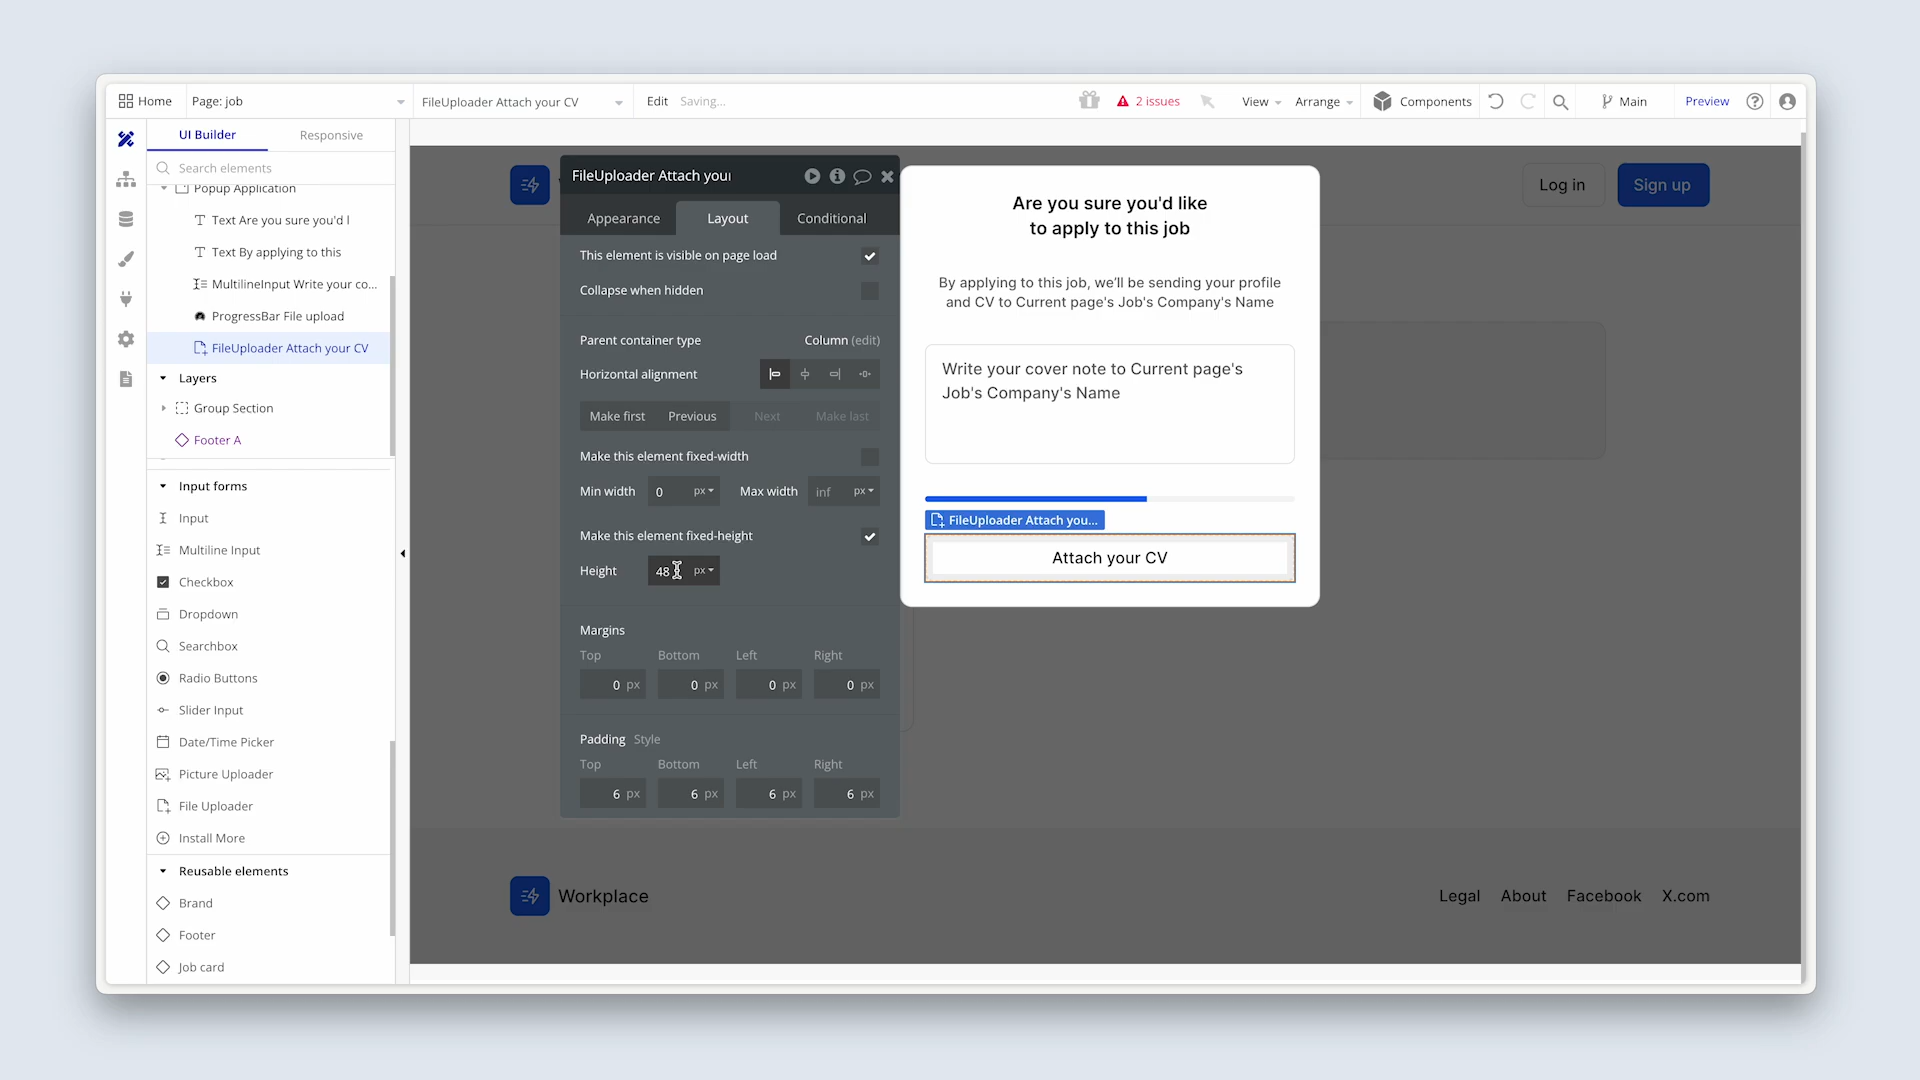 Home
Page: job
FileUploader Attach your CV
Edit
Saving...
2 issues
View
Arrange
Components
Main
Preview
UI Builder
Responsive
Search elements
Popup Application
Text Are you sure you'd l
Text By applying to this
MultilineInput Write your co...
ProgressBar File upload
FileUploader Attach your CV
Layers
Group Section
Footer A
Input forms
Input
Multiline Input
Checkbox
Dropdown
Searchbox
Radio Buttons
Slider Input
Date/Time Picker
Picture Uploader
File Uploader
Install More
Reusable elements
Brand
Footer
Job card
FileUploader Attach your
Appearance
Layout
Conditional
This element is visible on page load
Collapse when hidden
Parent container type
Column (edit)
Horizontal alignment
Make first
Previous
Next
Make last
Make this element fixed-width
Min width
0 px
Max width
inf px
Make this element fixed-height
Height
48 px
Margins
Top Bottom Left Right
0 px 0 px 0 px 0 px
Padding Style
Top Bottom Left Right
6 px 6 px 6 px 6 px
Log in
Sign up
Are you sure you'd like
to apply to this job
By applying to this job, we'll be sending your profile
and CV to Current page's Job's Company's Name
Write your cover note to Current page's
Job's Company's Name
FileUploader Attach you...
Attach your CV
Workplace
Legal
About
Facebook
X.com